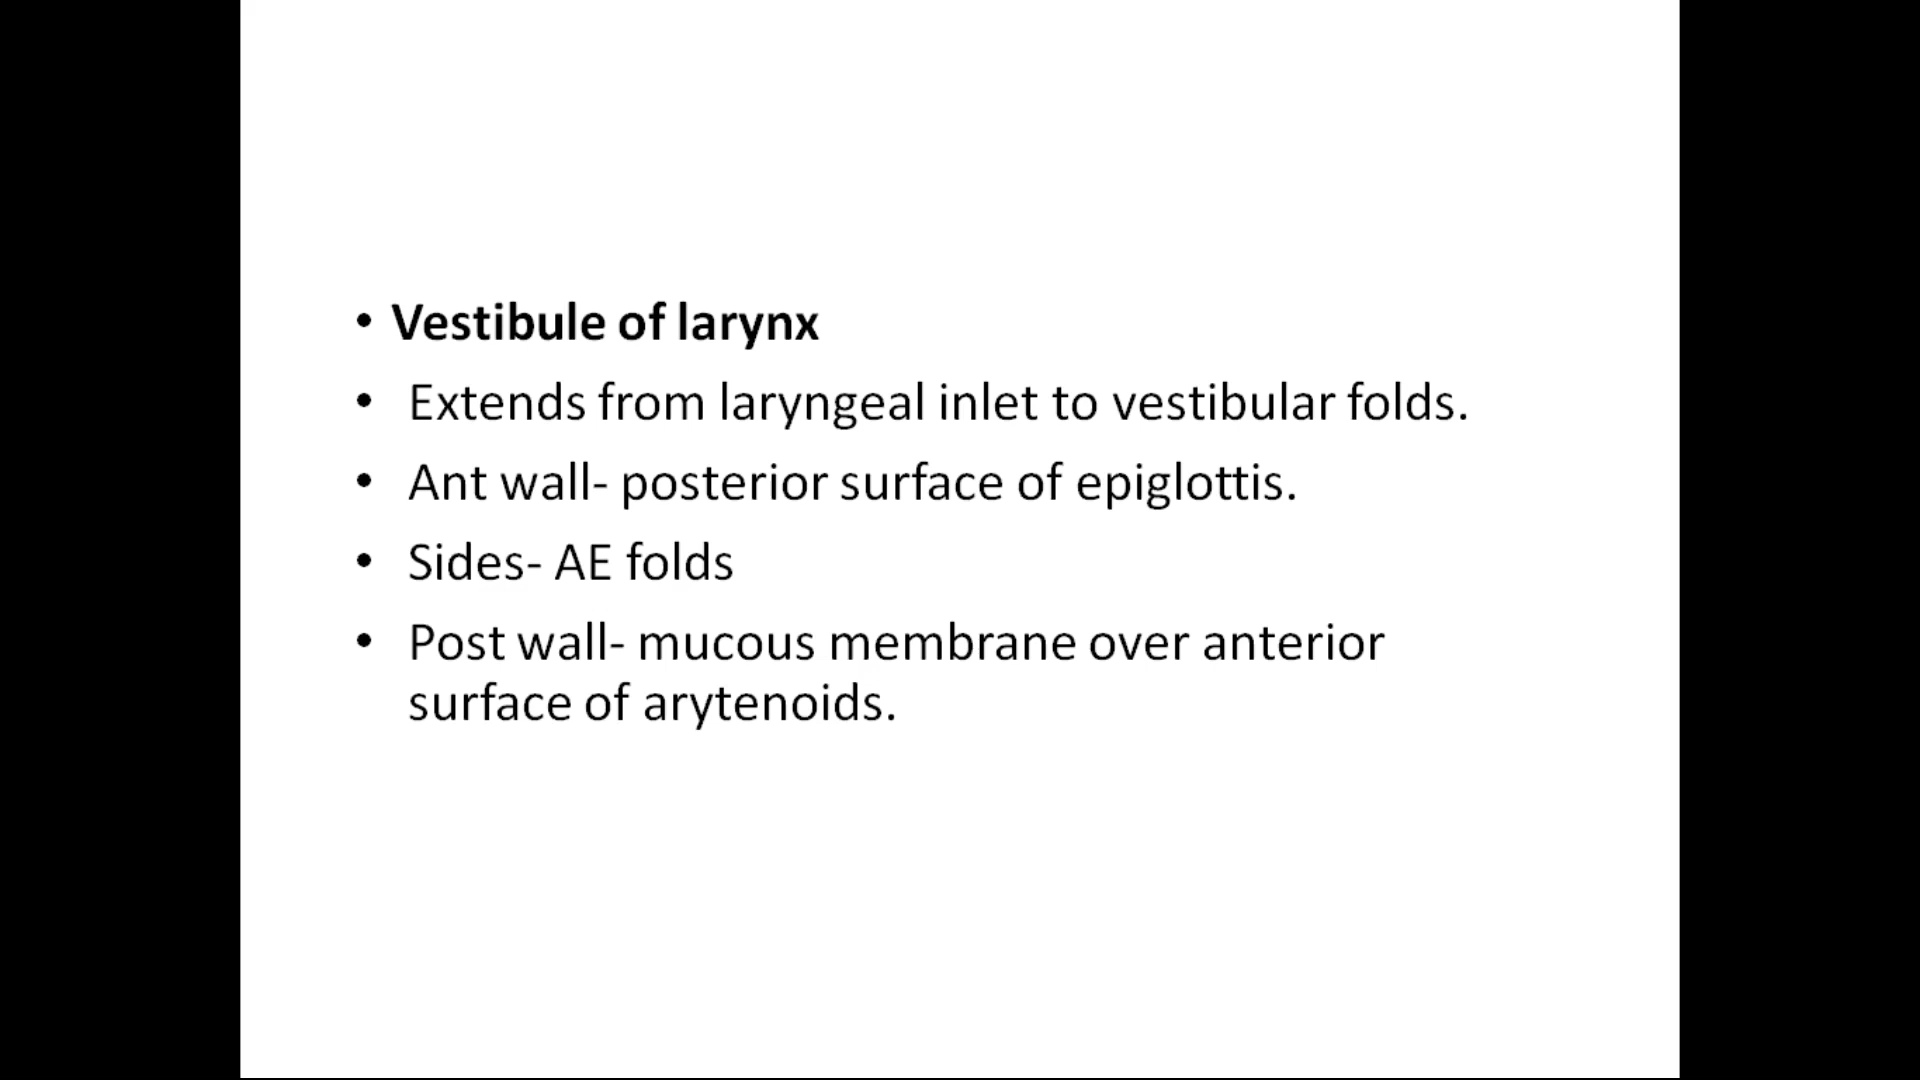 • Vestibule of larynx
• Extends from laryngeal inlet to vestibular folds.
• Ant wall- posterior surface of epiglottis.
• Sides- AE folds
• Post wall- mucous membrane over anterior
surface of arytenoids.